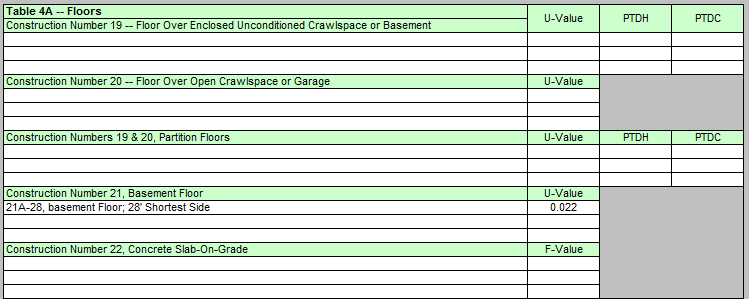 Table 4A -- Floors
U-Value PTDH PTDC
Construction Number 19 -- Floor Over Enclosed Unconditioned Crawlspace or Basement
Construction Number 20 -- Floor Over Open Crawlspace or Garage U-Value
Construction Numbers 19 & 20, Partition Floors U-Value PTDH PTDC
Construction Number 21, Basement Floor U-Value
21A-28, basement Floor; 28' Shortest Side 0.022
Construction Number 22, Concrete Slab-On-Grade F-Value